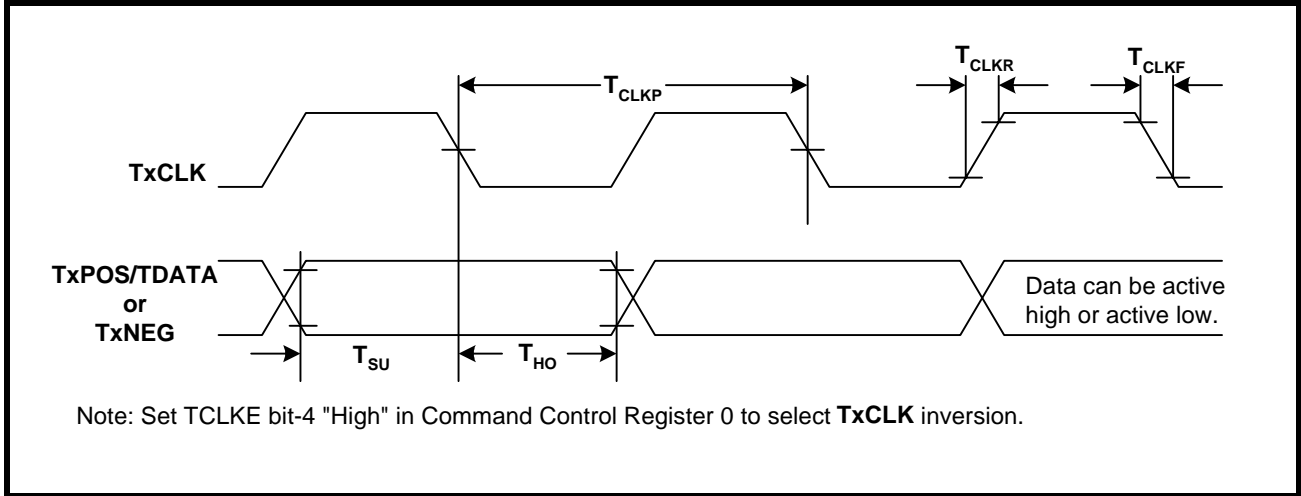 T_CLKP
T_CLKR
T_CLKF
TxCLK
TxPOS/TDATA
or
TxNEG
Data can be active
high or active low.
T_SU
T_HO
Note: Set TCLKE bit-4 "High" in Command Control Register 0 to select TxCLK inversion.